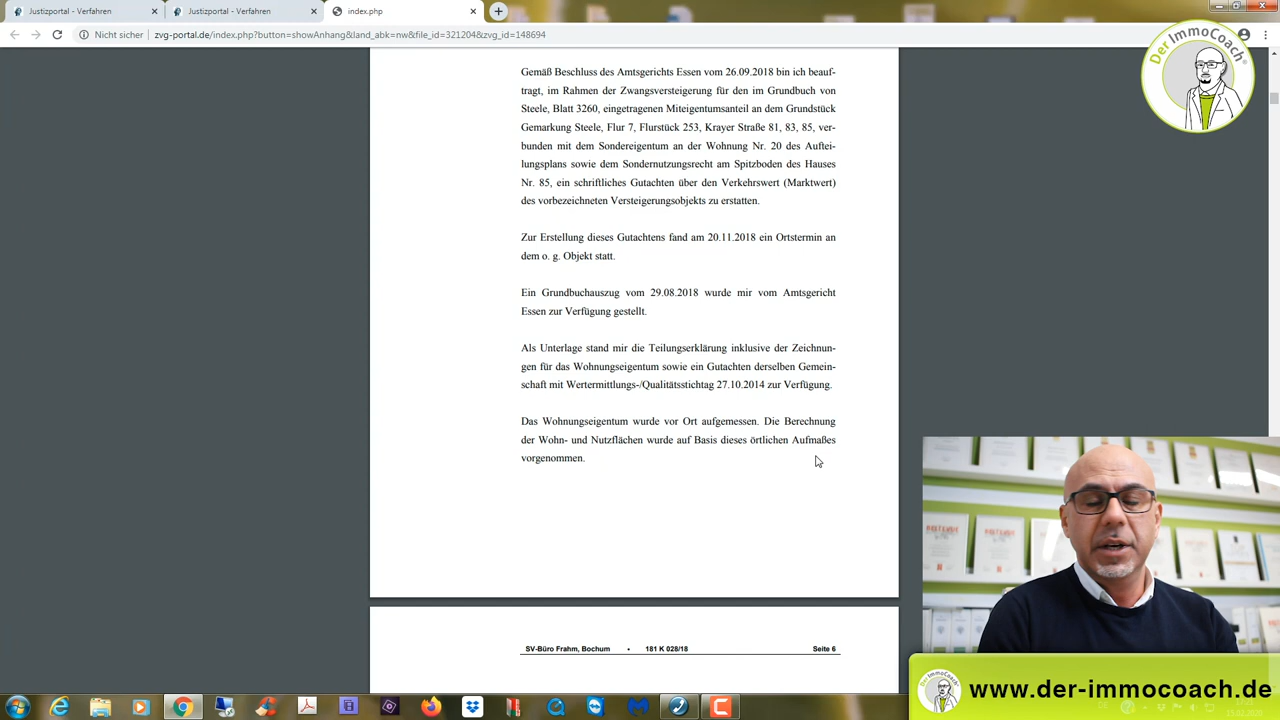 Justizportal - Verfahren
Justizportal - Verfahren
index.php
Nicht sicher
zvg-portal.de/index.php?button=showAnhang&land_abk=nw&file_id=321204&zvg_id=148694
Der ImmoCoach®
Gemäß Beschluss des Amtsgerichts Essen vom 26.09.2018 bin ich beauf-
tragt, im Rahmen der Zwangsversteigerung für den im Grundbuch von
Steele, Blatt 3260, eingetragenen Miteigentumsanteil an dem Grundstück
Gemarkung Steele, Flur 7, Flurstück 253, Krayer Straße 81, 83, 85, ver-
bunden mit dem Sondereigentum an der Wohnung Nr. 20 des Auftei-
lungsplans sowie dem Sondernutzungsrecht am Spitzboden des Hauses
Nr. 85, ein schriftliches Gutachten über den Verkehrswert (Marktwert)
des vorbezeichneten Versteigerungsobjekts zu erstatten.
Zur Erstellung dieses Gutachtens fand am 20.11.2018 ein Ortstermin an
dem o. g. Objekt statt.
Ein Grundbuchauszug vom 29.08.2018 wurde mir vom Amtsgericht
Essen zur Verfügung gestellt.
Als Unterlage stand mir die Teilungserklärung inklusive der Zeichnun-
gen für das Wohnungseigentum sowie ein Gutachten derselben Gemein-
schaft mit Wertermittlungs-/Qualitätsstichtag 27.10.2014 zur Verfügung.
Das Wohnungseigentum wurde vor Ort aufgemessen. Die Berechnung
der Wohn- und Nutzflächen wurde auf Basis dieses örtlichen Aufmaßes
vorgenommen.
SV-Büro Frahm, Bochum • 181 K 028/18 Seite 6
www.der-immocoach.de